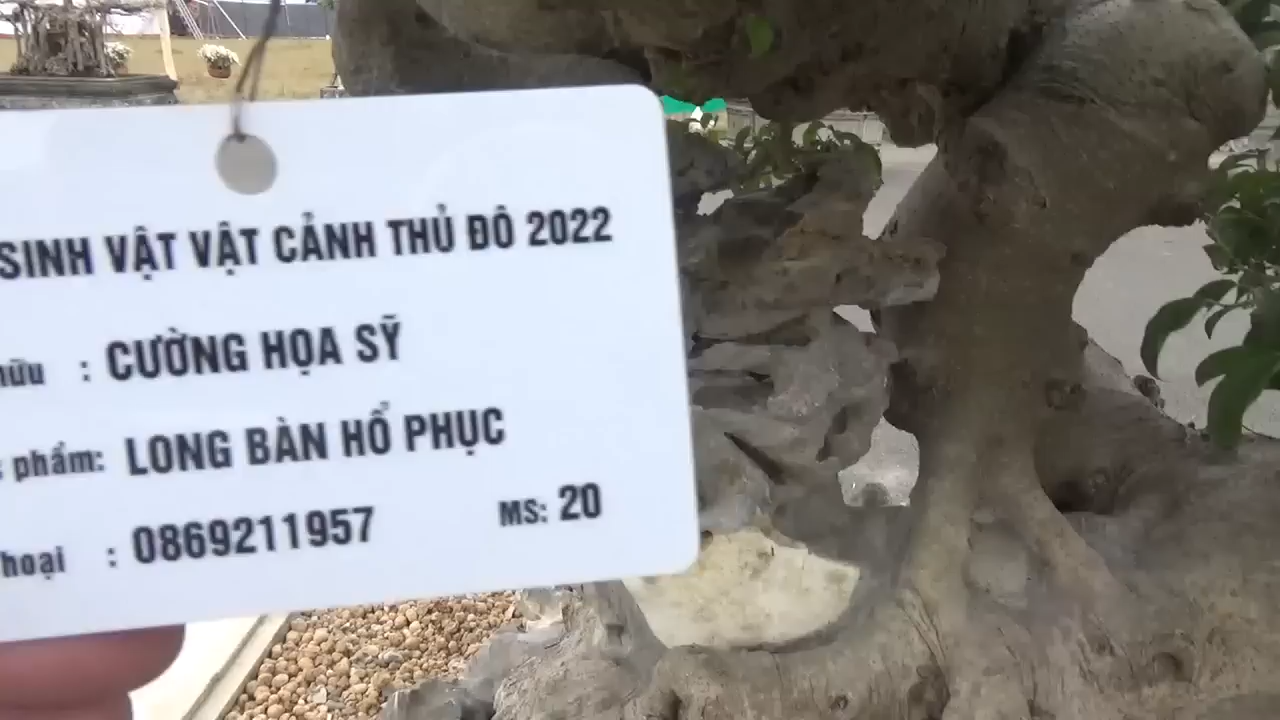 SINH VẬT VẬT CẢNH THỦ ĐÔ 2022
hữu : CƯỜNG HỌA SỸ
phẩm: LONG BÀN HỔ PHỤC
hoại : 0869211957 MS: 20